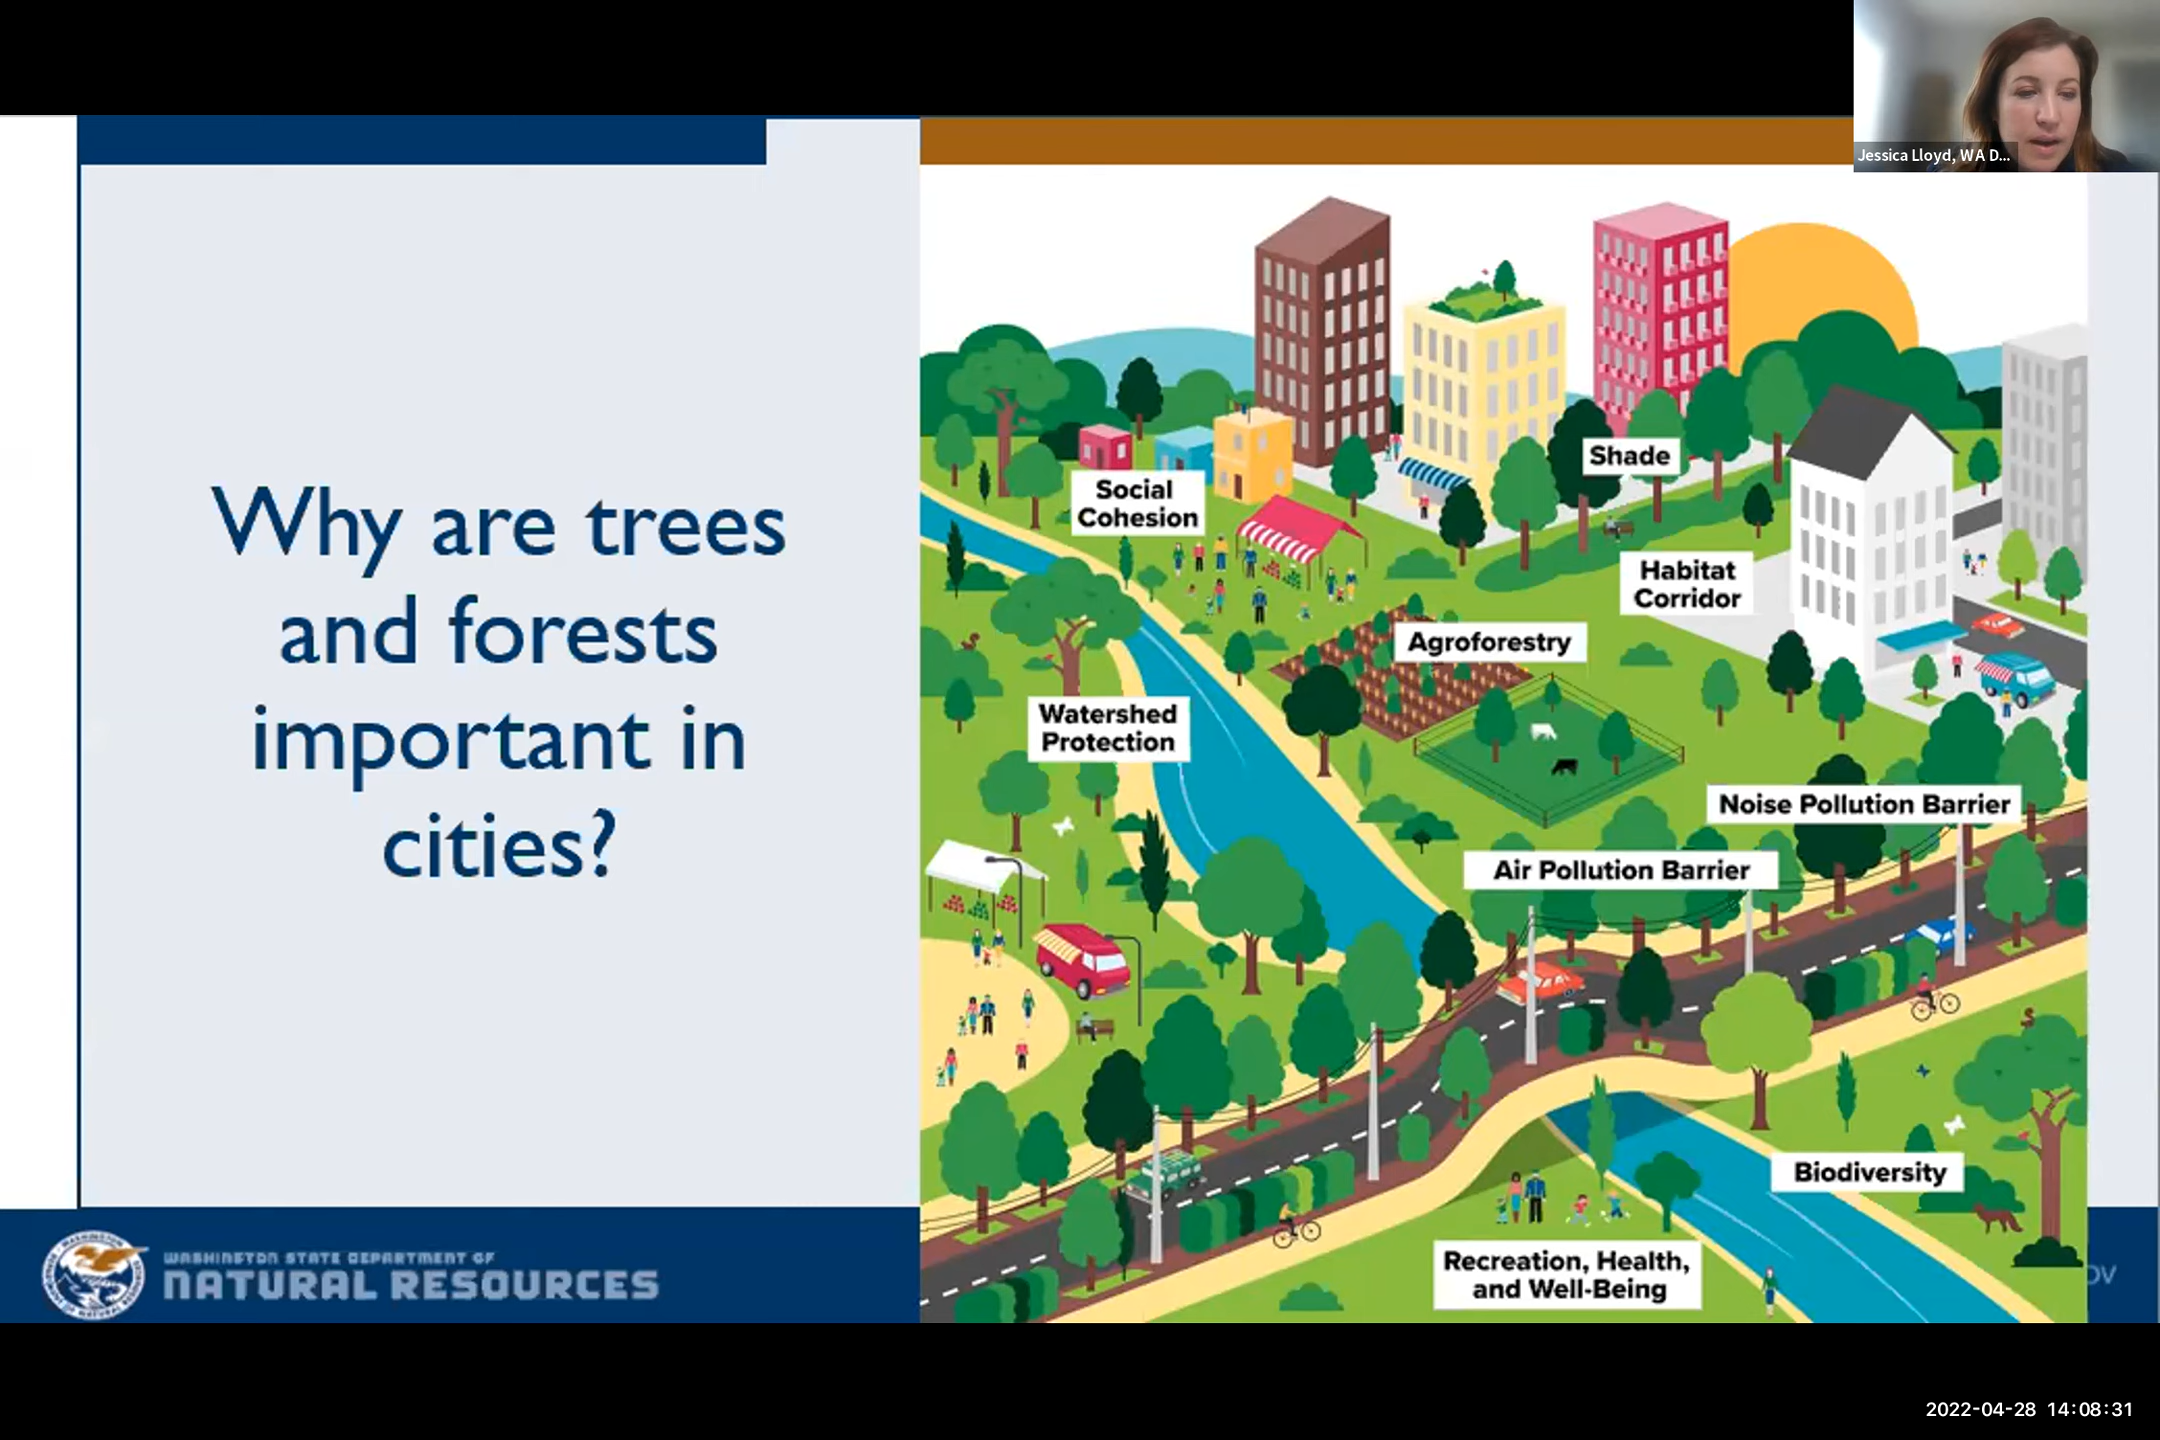 Jessica Lloyd, WA D...
Why are trees
and forests
important in
cities?
Social
Cohesion
Shade
Habitat
Corridor
Agroforestry
Watershed
Protection
Noise Pollution Barrier
Air Pollution Barrier
Biodiversity
Recreation, Health,
and Well-Being
WASHINGTON STATE DEPARTMENT OF
NATURAL RESOURCES
2022-04-28 14:08:31